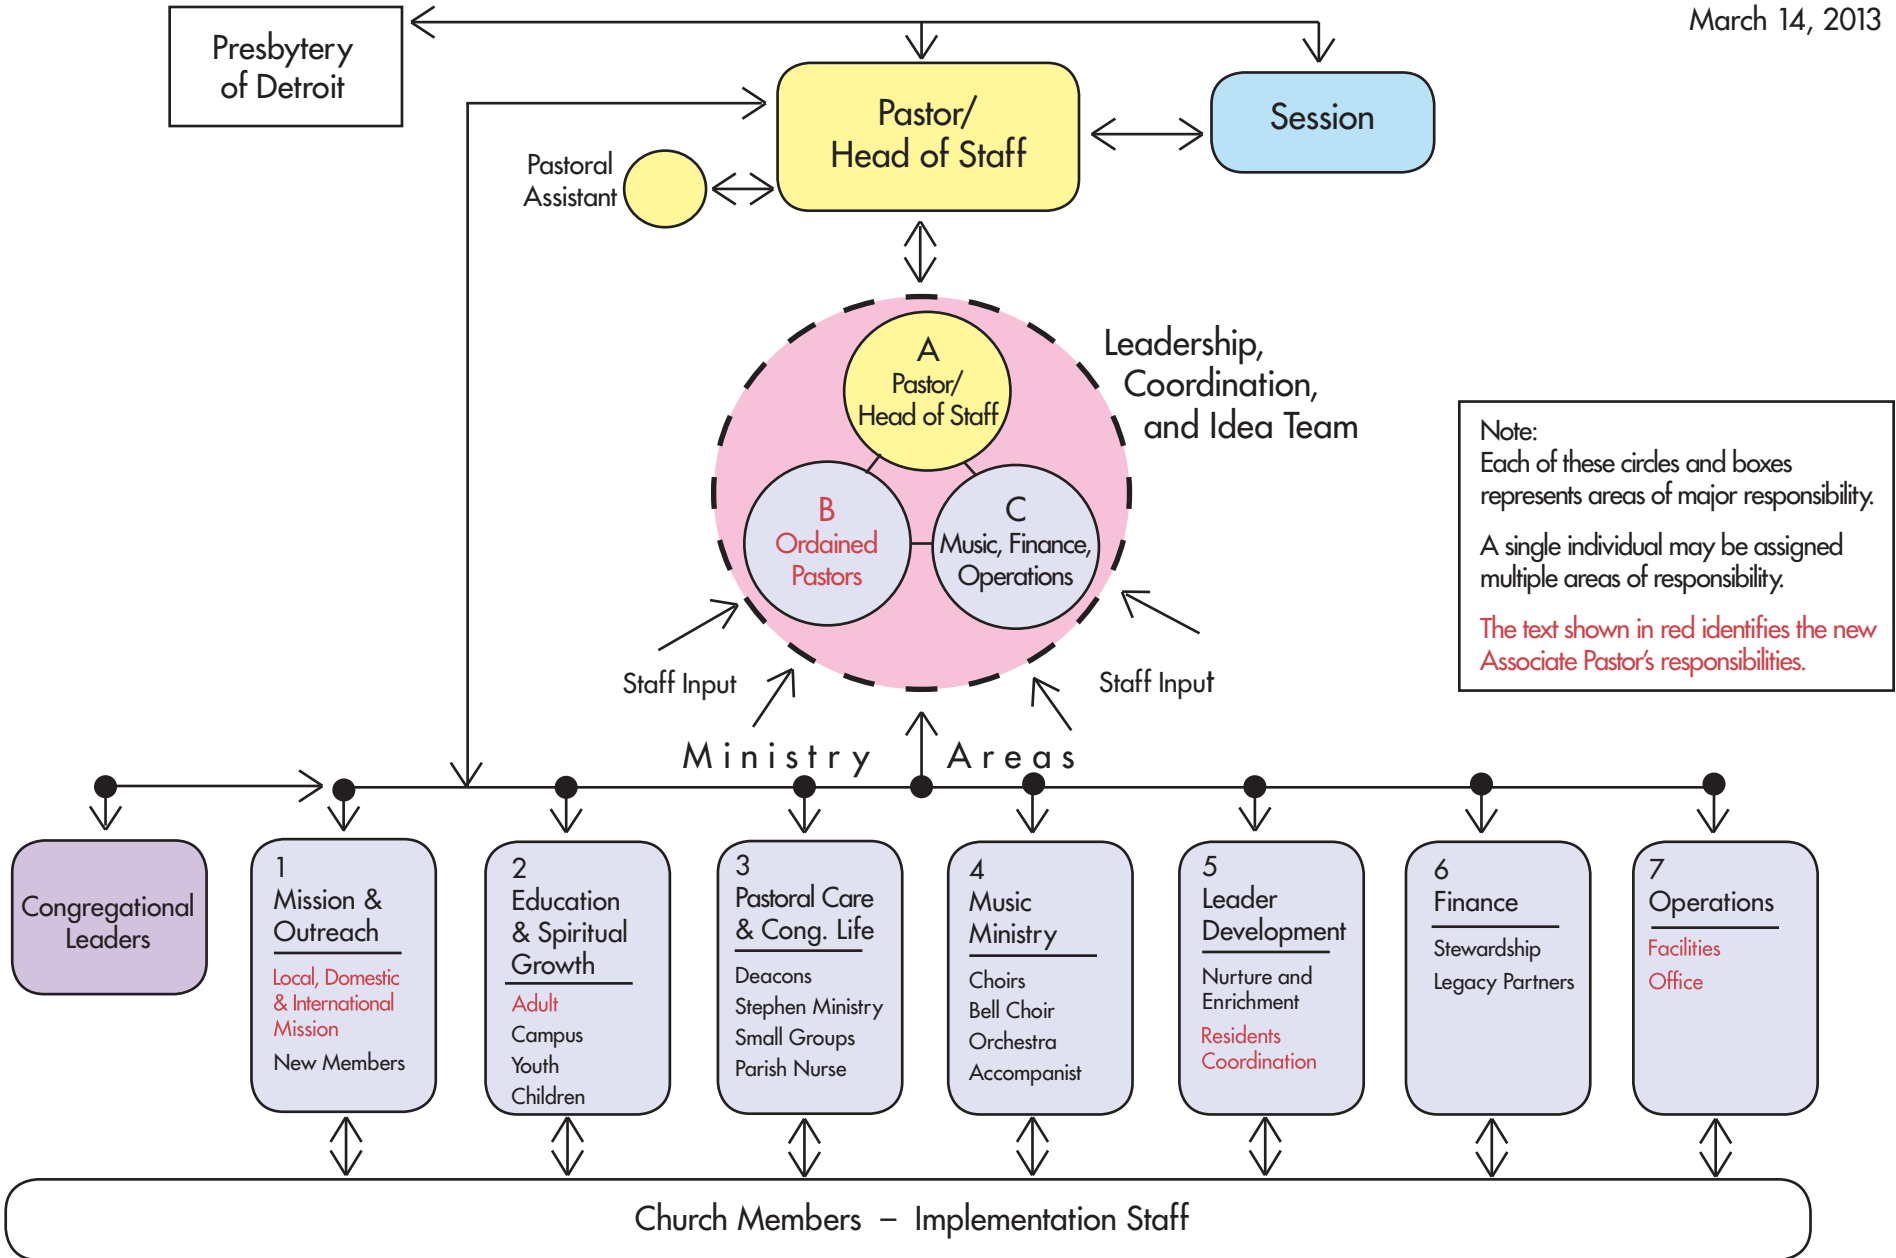 March 14, 2013
Presbytery
of Detroit
Pastor/
Head of Staff
Session
Pastoral
Assistant
A
Pastor/
Head of Staff
Leadership,
Coordination,
and Idea Team
B
Ordained
Pastors
C
Music, Finance,
Operations
Note:
Each of these circles and boxes
represents areas of major responsibility.
A single individual may be assigned
multiple areas of responsibility.
The text shown in red identifies the new
Associate Pastor's responsibilities.
Staff Input
Staff Input
Ministry Areas
Congregational
Leaders
1
Mission &
Outreach
Local, Domestic
& International
Mission
New Members
2
Education
& Spiritual
Growth
Adult
Campus
Youth
Children
3
Pastoral Care
& Cong. Life
Deacons
Stephen Ministry
Small Groups
Parish Nurse
4
Music
Ministry
Choirs
Bell Choir
Orchestra
Accompanist
5
Leader
Development
Nurture and
Enrichment
Residents
Coordination
6
Finance
Stewardship
Legacy Partners
7
Operations
Facilities
Office
Church Members – Implementation Staff